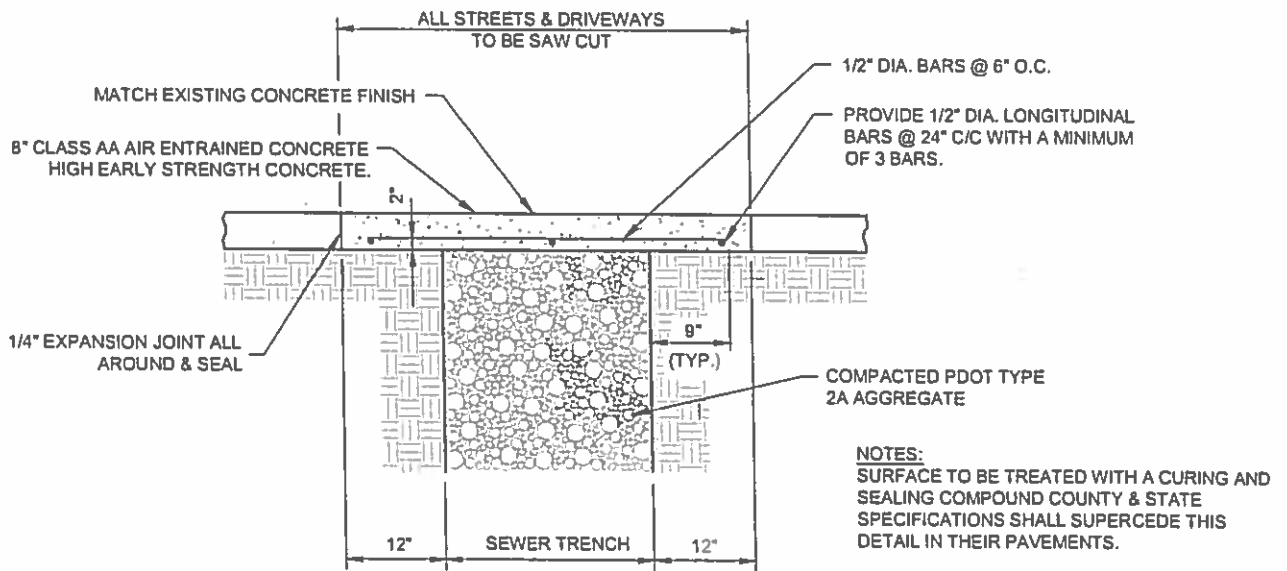 ALL STREETS & DRIVEWAYS
TO BE SAW CUT
1/2" DIA. BARS @ 6" O.C.
MATCH EXISTING CONCRETE FINISH
PROVIDE 1/2" DIA. LONGITUDINAL
BARS @ 24" C/C WITH A MINIMUM
OF 3 BARS.
8" CLASS AA AIR ENTRAINED CONCRETE
HIGH EARLY STRENGTH CONCRETE.
2"
1/4" EXPANSION JOINT ALL
AROUND & SEAL
9"
(TYP.)
COMPACTED PDOT TYPE
2A AGGREGATE
NOTES:
SURFACE TO BE TREATED WITH A CURING AND
SEALING COMPOUND COUNTY & STATE
SPECIFICATIONS SHALL SUPERCEDE THIS
DETAIL IN THEIR PAVEMENTS.
12"
SEWER TRENCH
12"